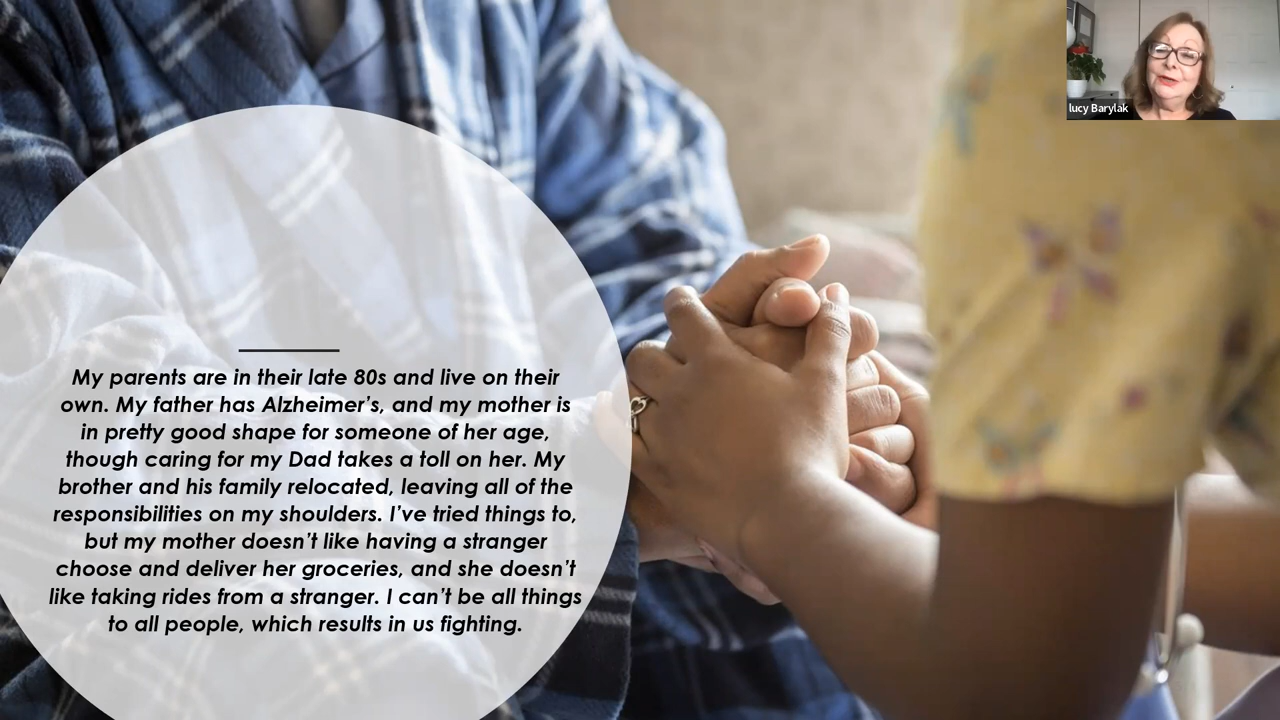 lucy Barylak
My parents are in their late 80s and live on their
own. My father has Alzheimer’s, and my mother is
in pretty good shape for someone of her age,
though caring for my Dad takes a toll on her. My
brother and his family relocated, leaving all of the
responsibilities on my shoulders. I’ve tried things to,
but my mother doesn’t like having a stranger
choose and deliver her groceries, and she doesn’t
like taking rides from a stranger. I can’t be all things
to all people, which results in us fighting.